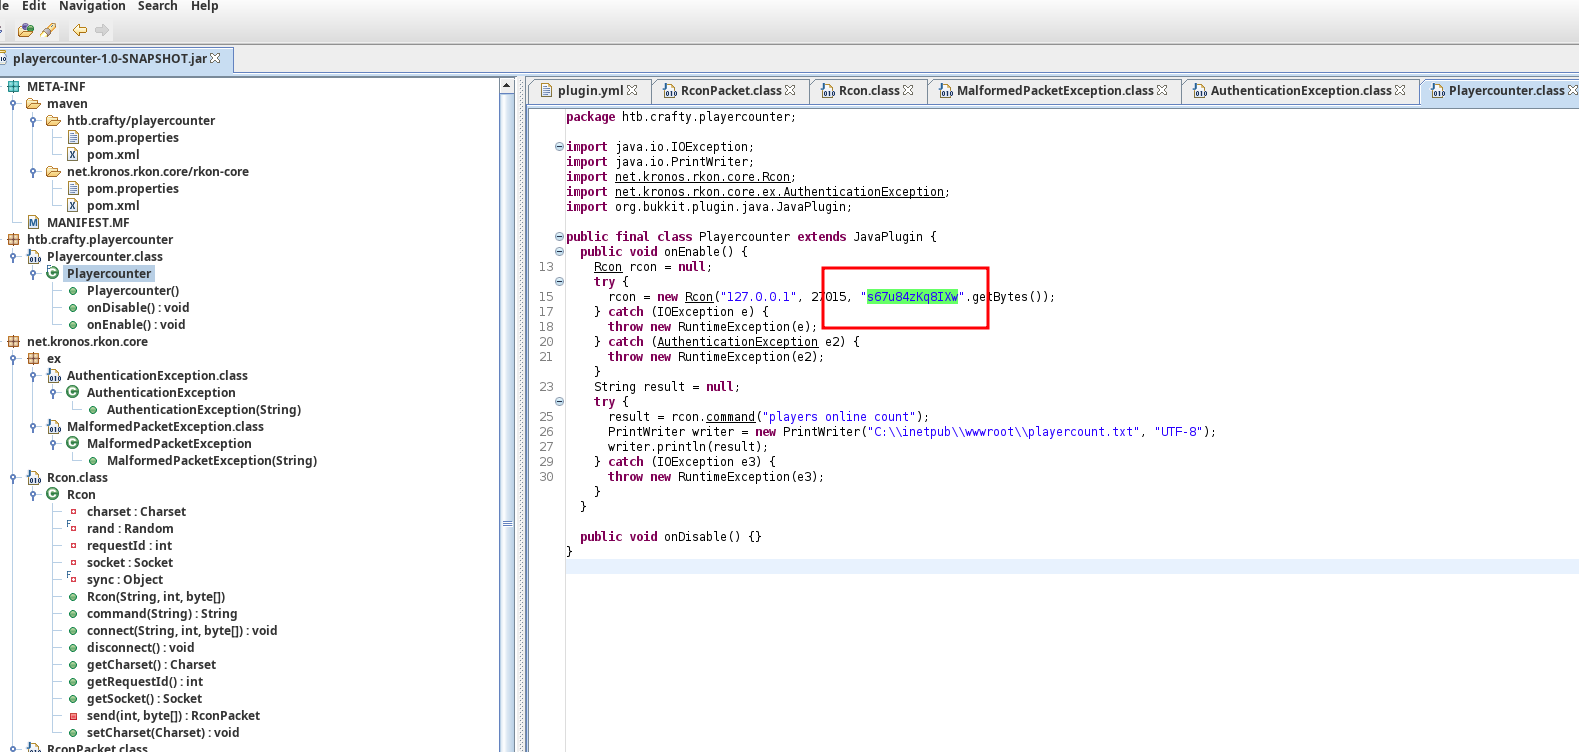 le Edit Navigation Search Help
playercounter-1.0-SNAPSHOT.jar
META-INF
maven
htb.crafty/playercounter
pom.properties
pom.xml
net.kronos.rkon.core/rkon-core
pom.properties
pom.xml
MANIFEST.MF
htb.crafty.playercounter
Playercounter.class
Playercounter
Playercounter()
onDisable() : void
onEnable() : void
net.kronos.rkon.core
ex
AuthenticationException.class
AuthenticationException
AuthenticationException(String)
MalformedPacketException.class
MalformedPacketException
MalformedPacketException(String)
Rcon.class
Rcon
charset : Charset
rand : Random
requestId : int
socket : Socket
sync : Object
Rcon(String, int, byte[])
command(String) : String
connect(String, int, byte[]) : void
disconnect() : void
getCharset() : Charset
getRequestId() : int
getSocket() : Socket
send(int, byte[]) : RconPacket
setCharset(Charset) : void
RconPacket.class
plugin.yml RconPacket.class Rcon.class MalformedPacketException.class AuthenticationException.class Playercounter.class
package htb.crafty.playercounter;
import java.io.IOException;
import java.io.PrintWriter;
import net.kronos.rkon.core.Rcon;
import net.kronos.rkon.core.ex.AuthenticationException;
import org.bukkit.plugin.java.JavaPlugin;
public final class Playercounter extends JavaPlugin {
public void onEnable() {
13 Rcon rcon = null;
try {
15 rcon = new Rcon("127.0.0.1", 27015, "s67u84zKq8IXw".getBytes());
17 } catch (IOException e) {
18 throw new RuntimeException(e);
20 } catch (AuthenticationException e2) {
21 throw new RuntimeException(e2);
}
23 String result = null;
try {
25 result = rcon.command("players online count");
26 PrintWriter writer = new PrintWriter("C:\\inetpub\\wwwroot\\playercount.txt", "UTF-8");
27 writer.println(result);
29 } catch (IOException e3) {
30 throw new RuntimeException(e3);
}
}
public void onDisable() {}
}